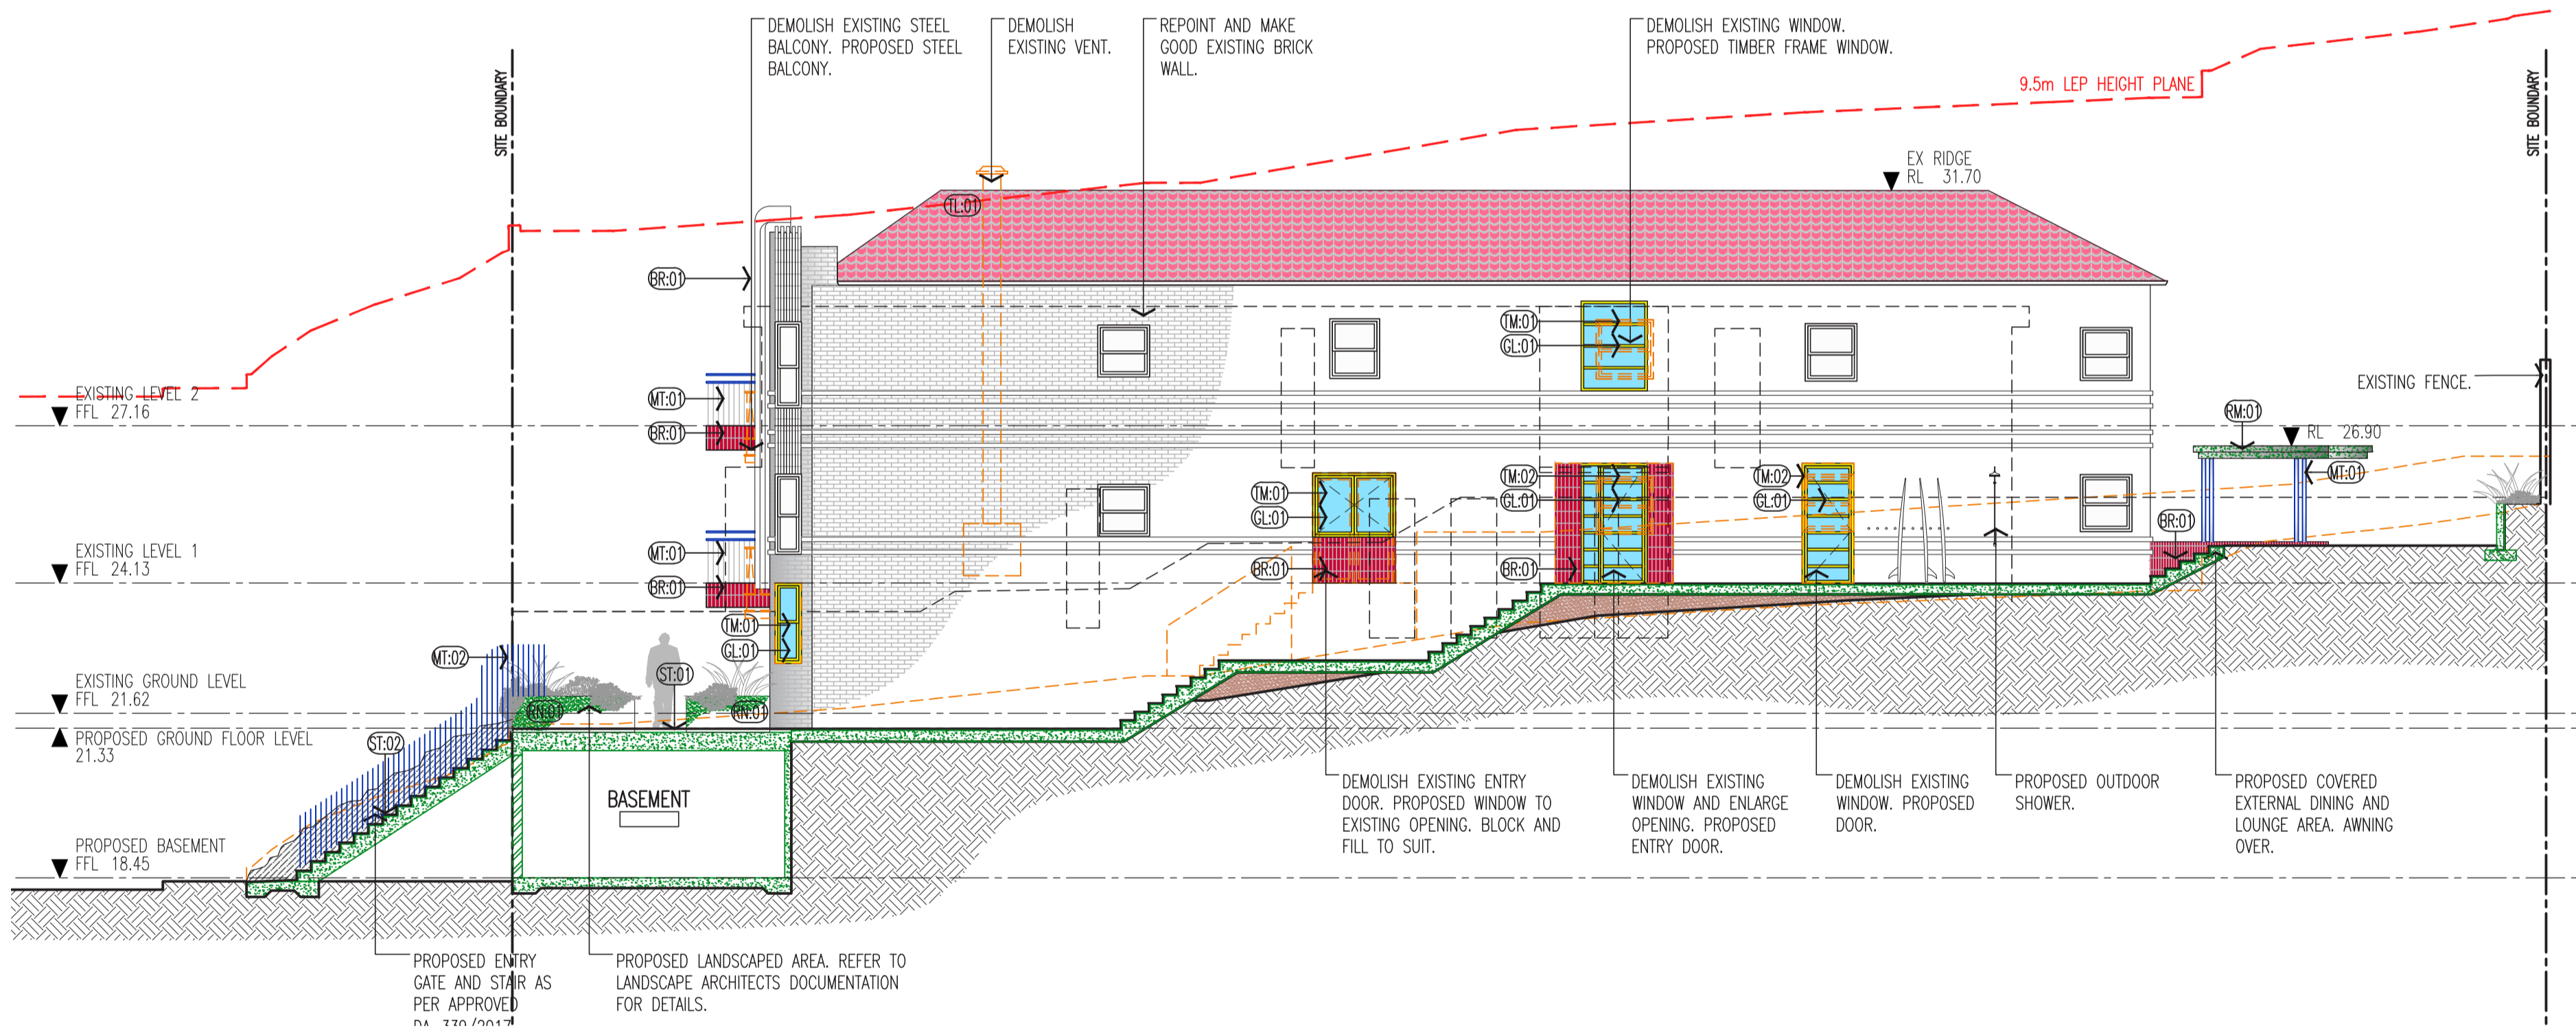 DEMOLISH EXISTING STEEL
BALCONY. PROPOSED STEEL
BALCONY.
DEMOLISH
EXISTING VENT.
REPOINT AND MAKE
GOOD EXISTING BRICK
WALL.
DEMOLISH EXISTING WINDOW.
PROPOSED TIMBER FRAME WINDOW.
9.5m LEP HEIGHT PLANE
SITE BOUNDARY
SITE BOUNDARY
EX RIDGE
RL 31.70
TL:01
BR:01
TM:01
GL:01
EXISTING FENCE.
EXISTING LEVEL 2
FFL 27.16
MT:01
BR:01
RM:01
RL 26.90
MT:01
TM:01
GL:01
TM:02
GL:01
TM:02
GL:01
BR:01
EXISTING LEVEL 1
FFL 24.13
MT:01
BR:01
BR:01
BR:01
TM:01
GL:01
MT:02
ST:01
EXISTING GROUND LEVEL
FFL 21.62
RN:01
RN:01
PROPOSED GROUND FLOOR LEVEL
21.33
ST:02
BASEMENT
PROPOSED BASEMENT
FFL 18.45
DEMOLISH EXISTING ENTRY
DOOR. PROPOSED WINDOW TO
EXISTING OPENING. BLOCK AND
FILL TO SUIT.
DEMOLISH EXISTING
WINDOW AND ENLARGE
OPENING. PROPOSED
ENTRY DOOR.
DEMOLISH EXISTING
WINDOW. PROPOSED
DOOR.
PROPOSED OUTDOOR
SHOWER.
PROPOSED COVERED
EXTERNAL DINING AND
LOUNGE AREA. AWNING
OVER.
PROPOSED ENTRY
GATE AND STAIR AS
PER APPROVED
DA 339/2017
PROPOSED LANDSCAPED AREA. REFER TO
LANDSCAPE ARCHITECTS DOCUMENTATION
FOR DETAILS.